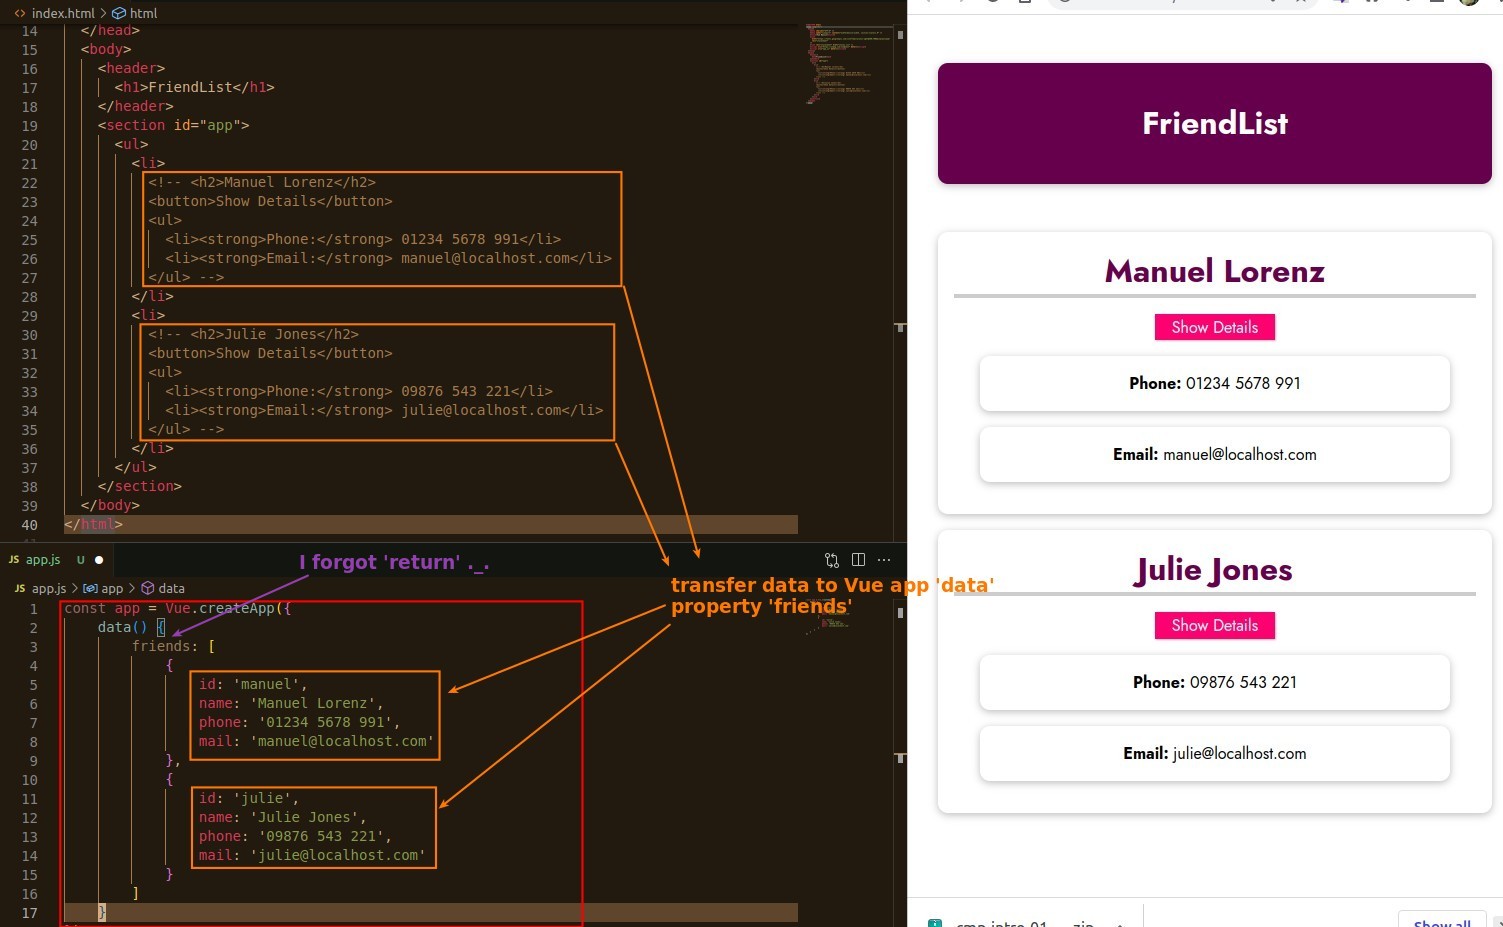 index.html > html
14 </head>
15 <body>
16 <header>
17 <h1>FriendList</h1>
18 </header>
19 <section id="app">
20 <ul>
21 <li>
22 <!-- <h2>Manuel Lorenz</h2>
23 <button>Show Details</button>
24 <ul>
25 <li><strong>Phone:</strong> 01234 5678 991</li>
26 <li><strong>Email:</strong> manuel@localhost.com</li>
27 </ul> -->
28 </li>
29 <li>
30 <!-- <h2>Julie Jones</h2>
31 <button>Show Details</button>
32 <ul>
33 <li><strong>Phone:</strong> 09876 543 221</li>
34 <li><strong>Email:</strong> julie@localhost.com</li>
35 </ul> -->
36 </li>
37 </ul>
38 </section>
39 </body>
40 </html>
JS app.js U
I forgot 'return' ._.
transfer data to Vue app 'data'
property 'friends'
JS app.js > app > data
1 const app = Vue.createApp({
2 data() {
3 friends: [
4 {
5 id: 'manuel',
6 name: 'Manuel Lorenz',
7 phone: '01234 5678 991',
8 mail: 'manuel@localhost.com'
9 },
10 {
11 id: 'julie',
12 name: 'Julie Jones',
13 phone: '09876 543 221',
14 mail: 'julie@localhost.com'
15 }
16 ]
17 }
FriendList
Manuel Lorenz
Show Details
Phone: 01234 5678 991
Email: manuel@localhost.com
Julie Jones
Show Details
Phone: 09876 543 221
Email: julie@localhost.com
Show all